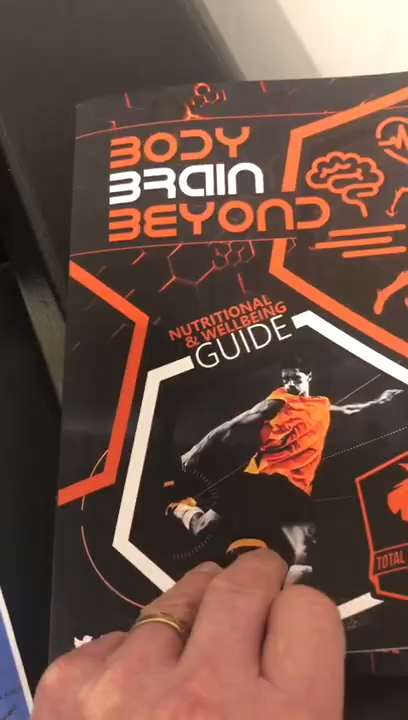 BODY
BRAIN
BEYOND
NUTRITIONAL
& WELLBEING
GUIDE
TOTAL